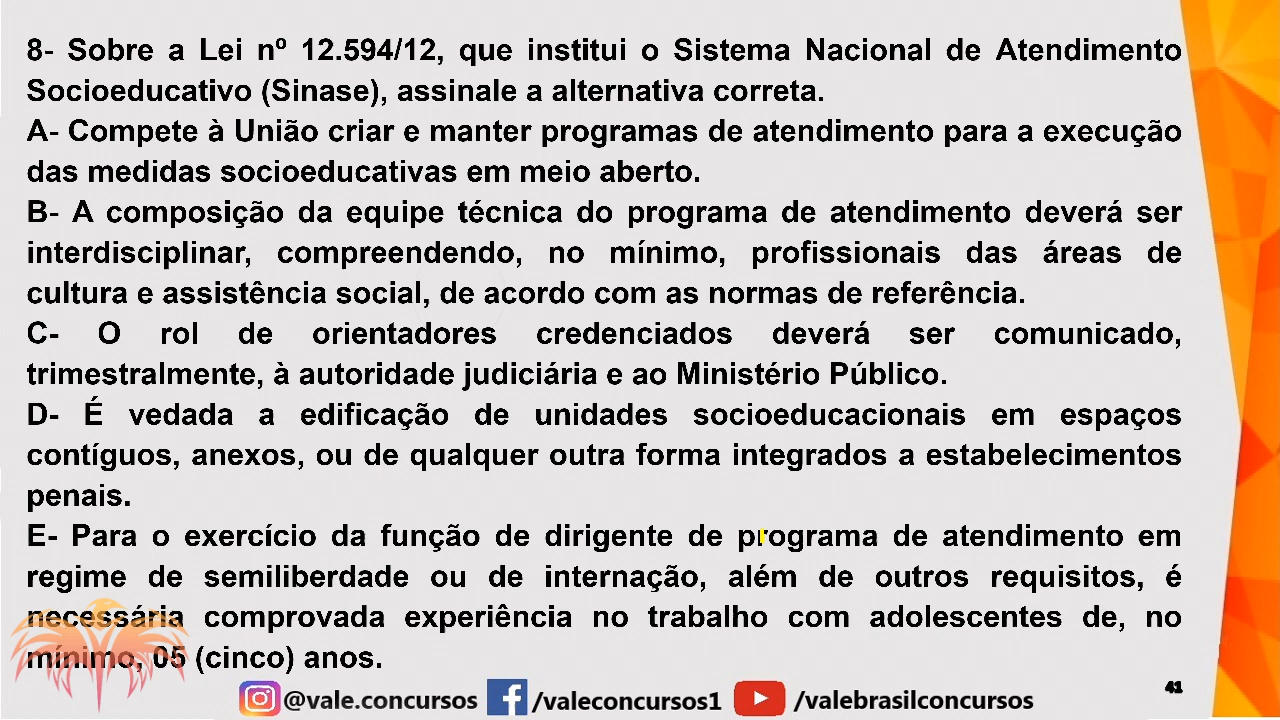 8- Sobre a Lei nº 12.594/12, que institui o Sistema Nacional de Atendimento
Socioeducativo (Sinase), assinale a alternativa correta.
A- Compete à União criar e manter programas de atendimento para a execução
das medidas socioeducativas em meio aberto.
B- A composição da equipe técnica do programa de atendimento deverá ser
interdisciplinar, compreendendo, no mínimo, profissionais das áreas de
cultura e assistência social, de acordo com as normas de referência.
C- O rol de orientadores credenciados deverá ser comunicado,
trimestralmente, à autoridade judiciária e ao Ministério Público.
D- É vedada a edificação de unidades socioeducacionais em espaços
contíguos, anexos, ou de qualquer outra forma integrados a estabelecimentos
penais.
E- Para o exercício da função de dirigente de programa de atendimento em
regime de semiliberdade ou de internação, além de outros requisitos, é
necessária comprovada experiência no trabalho com adolescentes de, no
mínimo, 05 (cinco) anos.
@vale.concursos /valeconcursos1 /valebrasilconcursos
41